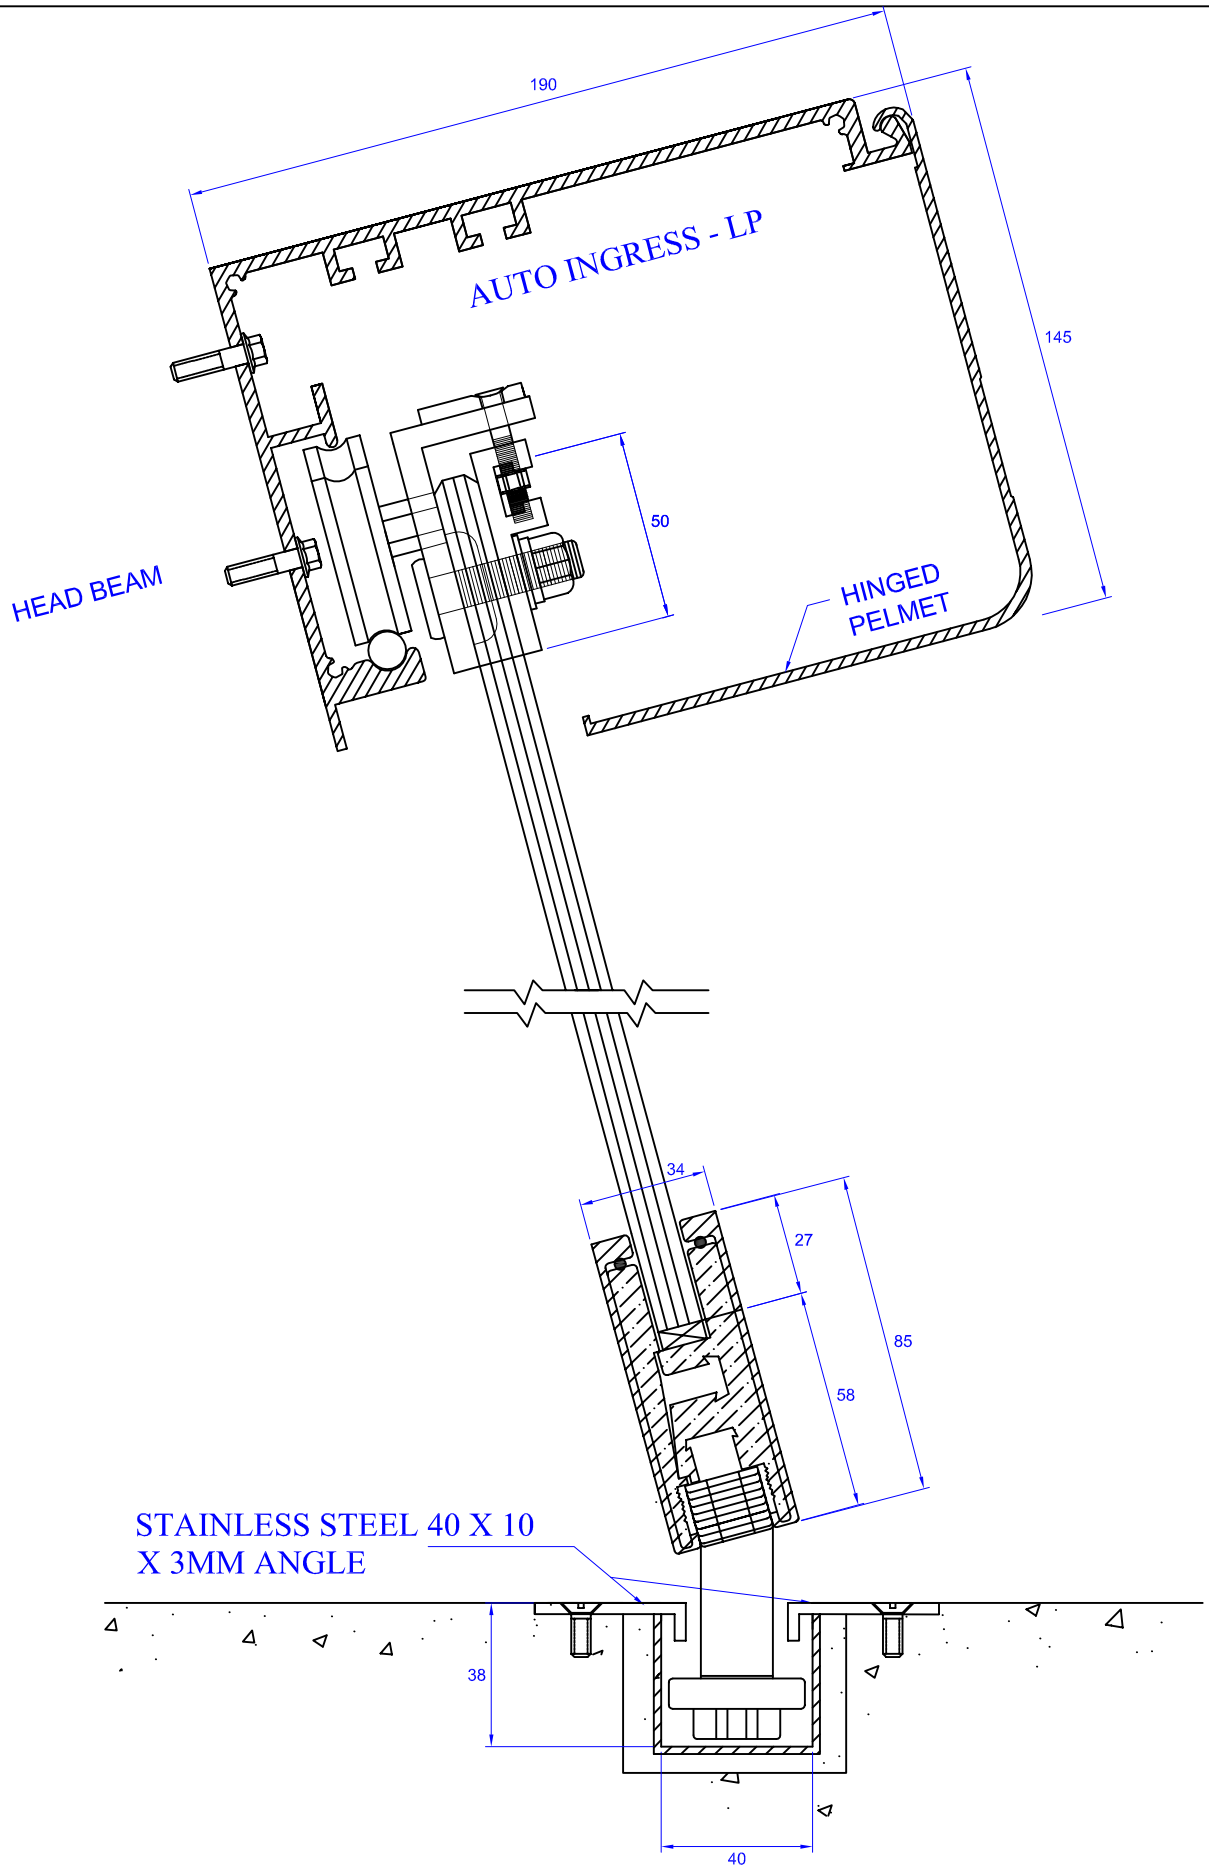 190
AUTO INGRESS - LP
145
50
HEAD BEAM
HINGED
PELMET
34
27
85
58
STAINLESS STEEL 40 X 10
X 3MM ANGLE
38
40